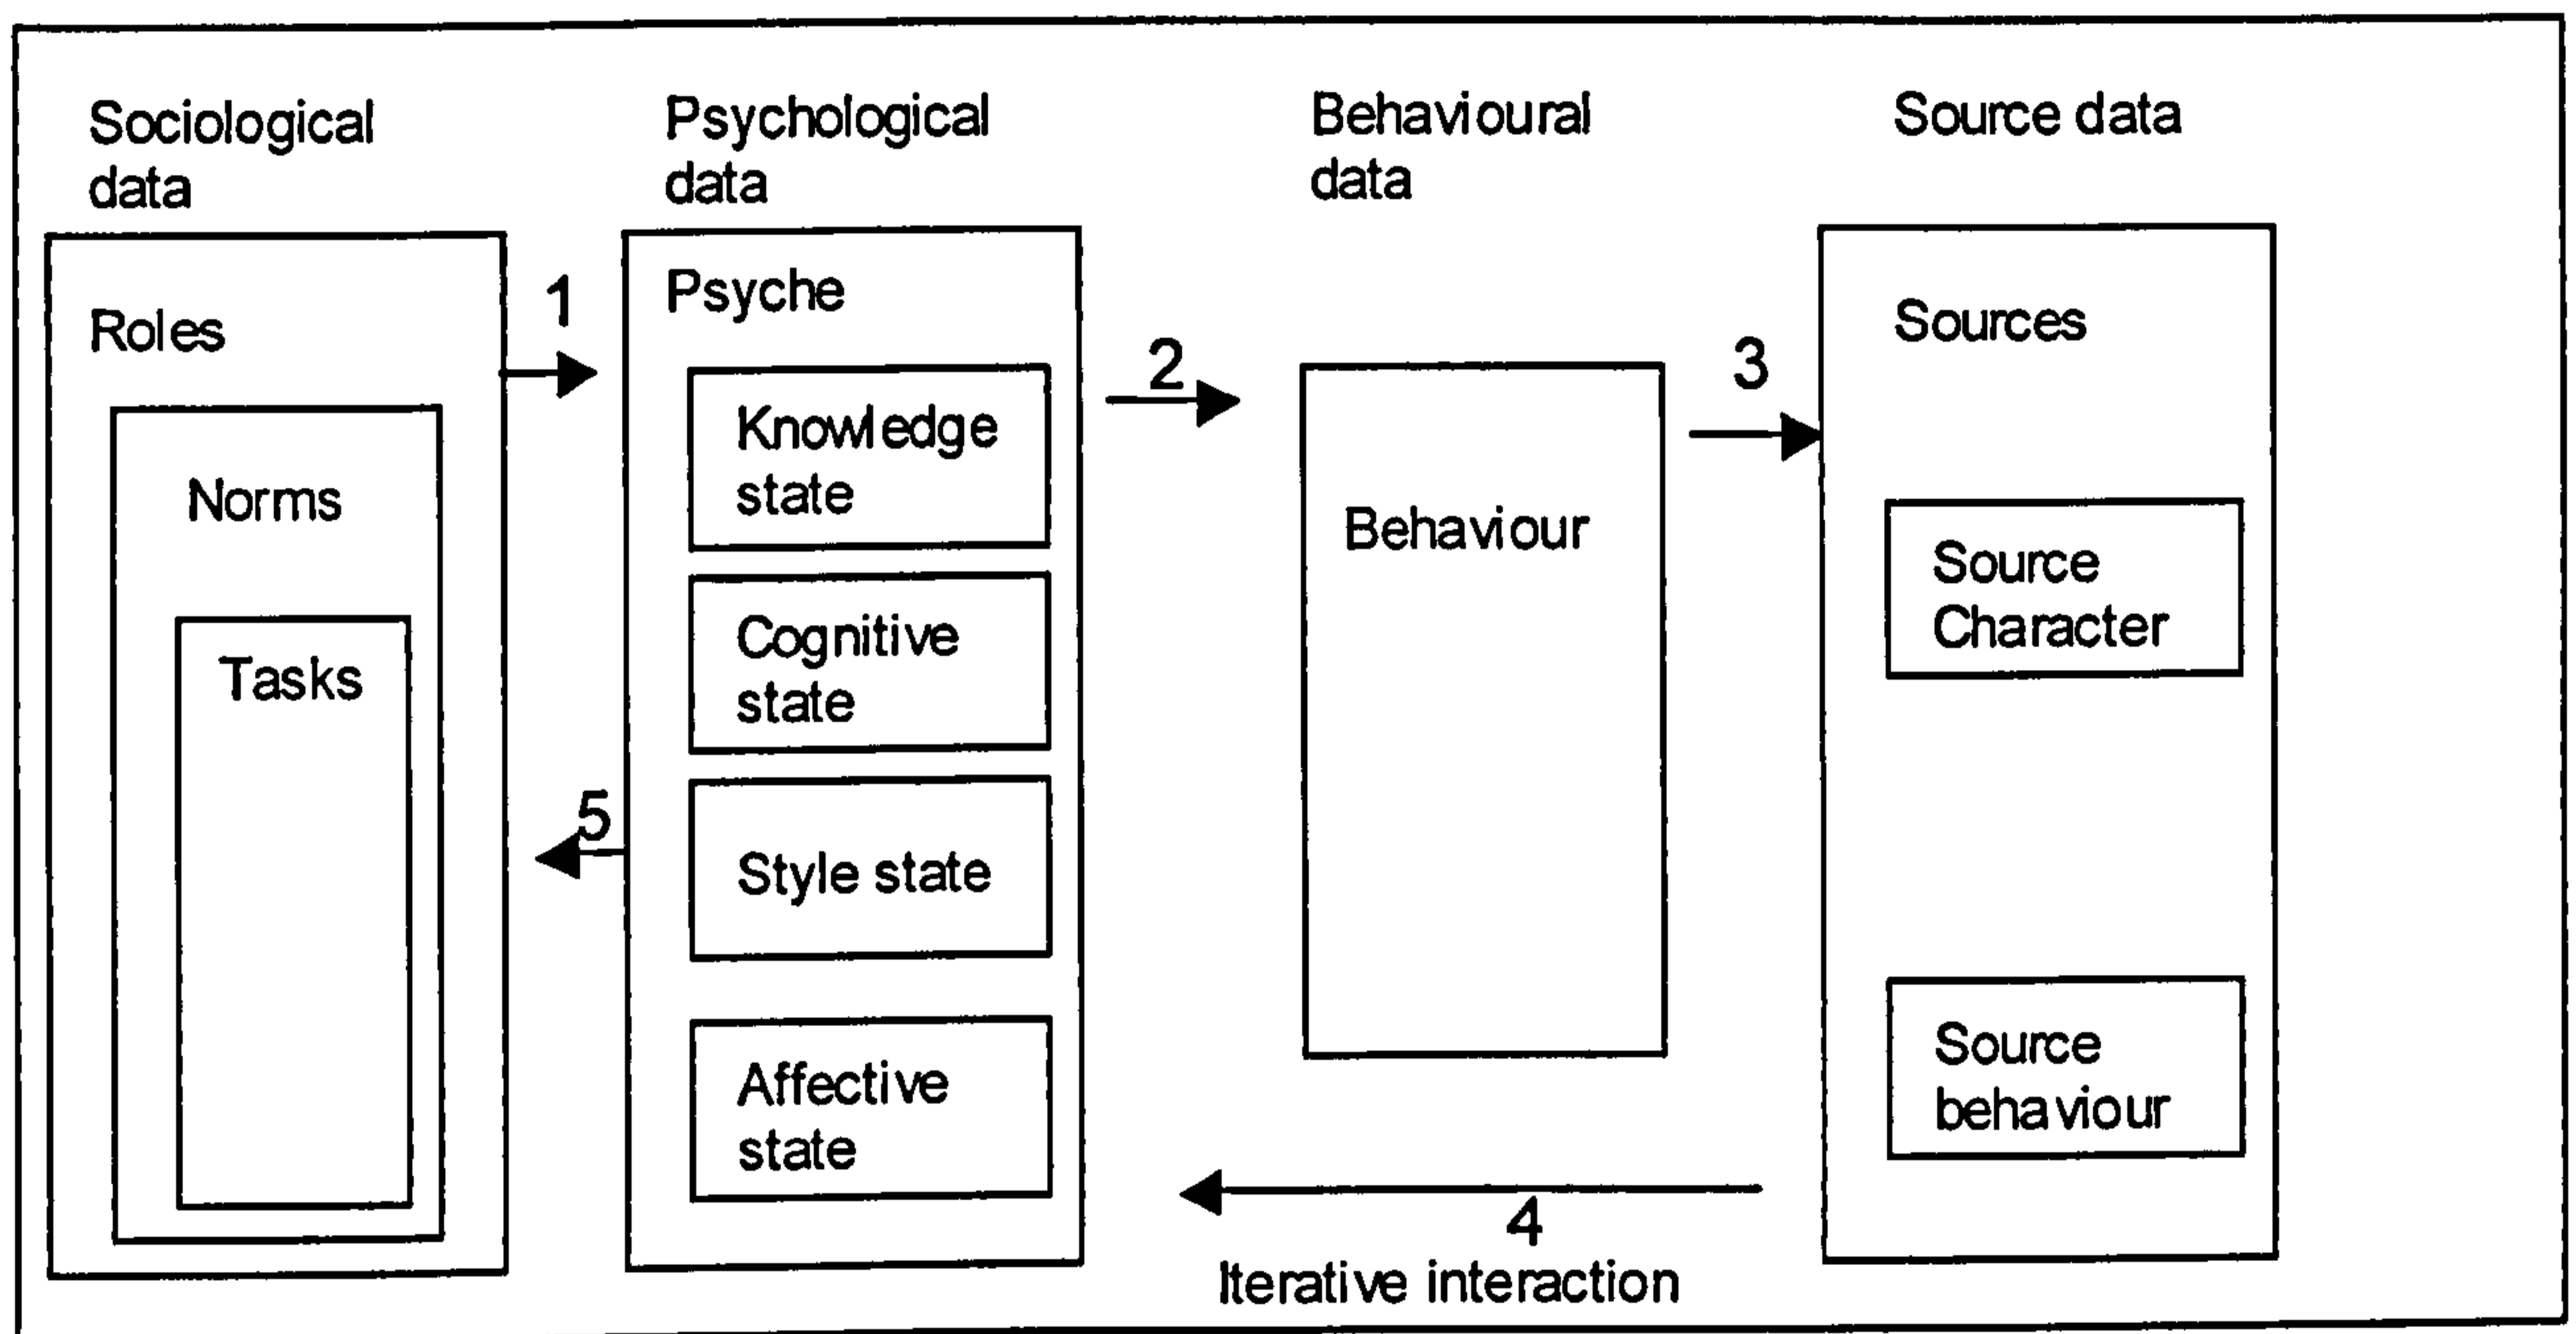 Sociological
data
Psychological
data
Behavioural
data
Source data
Roles
Norms
Tasks
1
Psyche
Knowledge
state
Cognitive
state
Style state
Affective
state
5
2
Behaviour
3
Sources
Source
Character
Source
behaviour
4
Iterative interaction